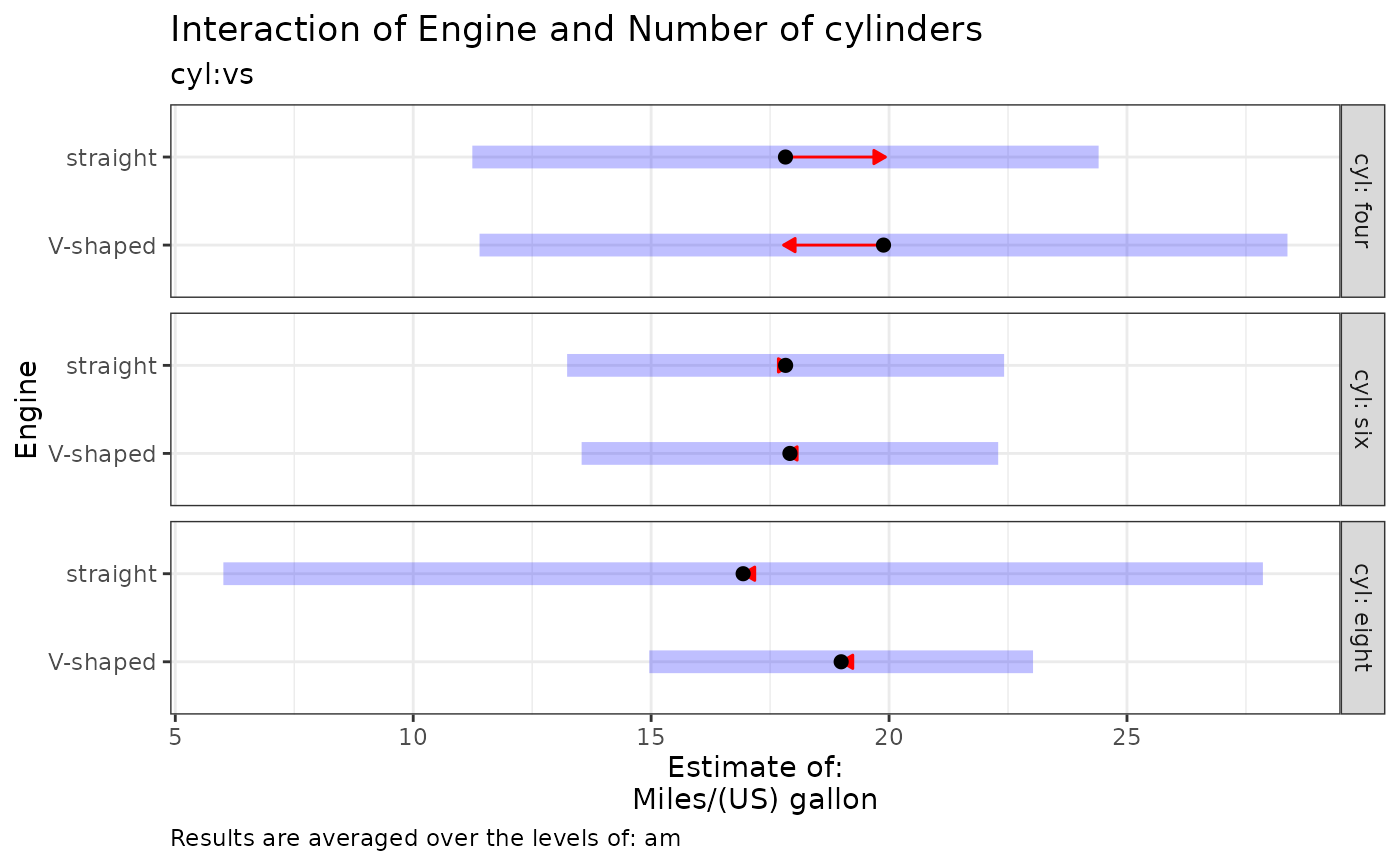 Interaction of Engine and Number of cylinders
cyl:vs
straight
V-shaped
cyl: four
Engine
straight
V-shaped
cyl: six
straight
V-shaped
cyl: eight
5 10 15 20 25
Estimate of:
Miles/(US) gallon
Results are averaged over the levels of: am